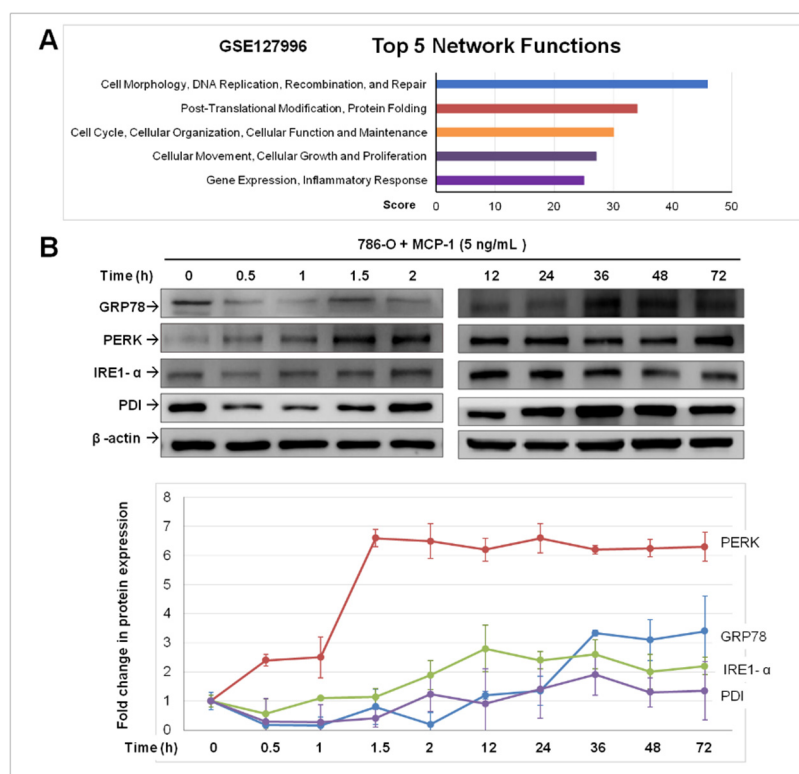 A
GSE127996 Top 5 Network Functions
Cell Morphology, DNA Replication, Recombination, and Repair
Post-Translational Modification, Protein Folding
Cell Cycle, Cellular Organization, Cellular Function and Maintenance
Cellular Movement, Cellular Growth and Proliferation
Gene Expression, Inflammatory Response
Score 0 10 20 30 40 50
B
786-O + MCP-1 (5 ng/mL )
Time (h) 0 0.5 1 1.5 2 12 24 36 48 72
GRP78→
PERK →
IRE1- α →
PDI →
β -actin →
Fold change in protein expression
8
7
6
5
4
3
2
1
0
PERK
GRP78
IRE1- α
PDI
Time (h) 0 0.5 1 1.5 2 12 24 36 48 72